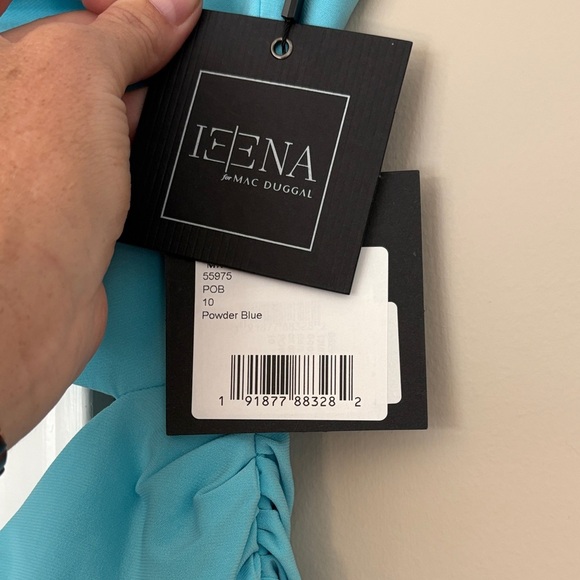 IEENA
for MAC DUGGAL
55975
POB
10
Powder Blue
1 91877 88328 2